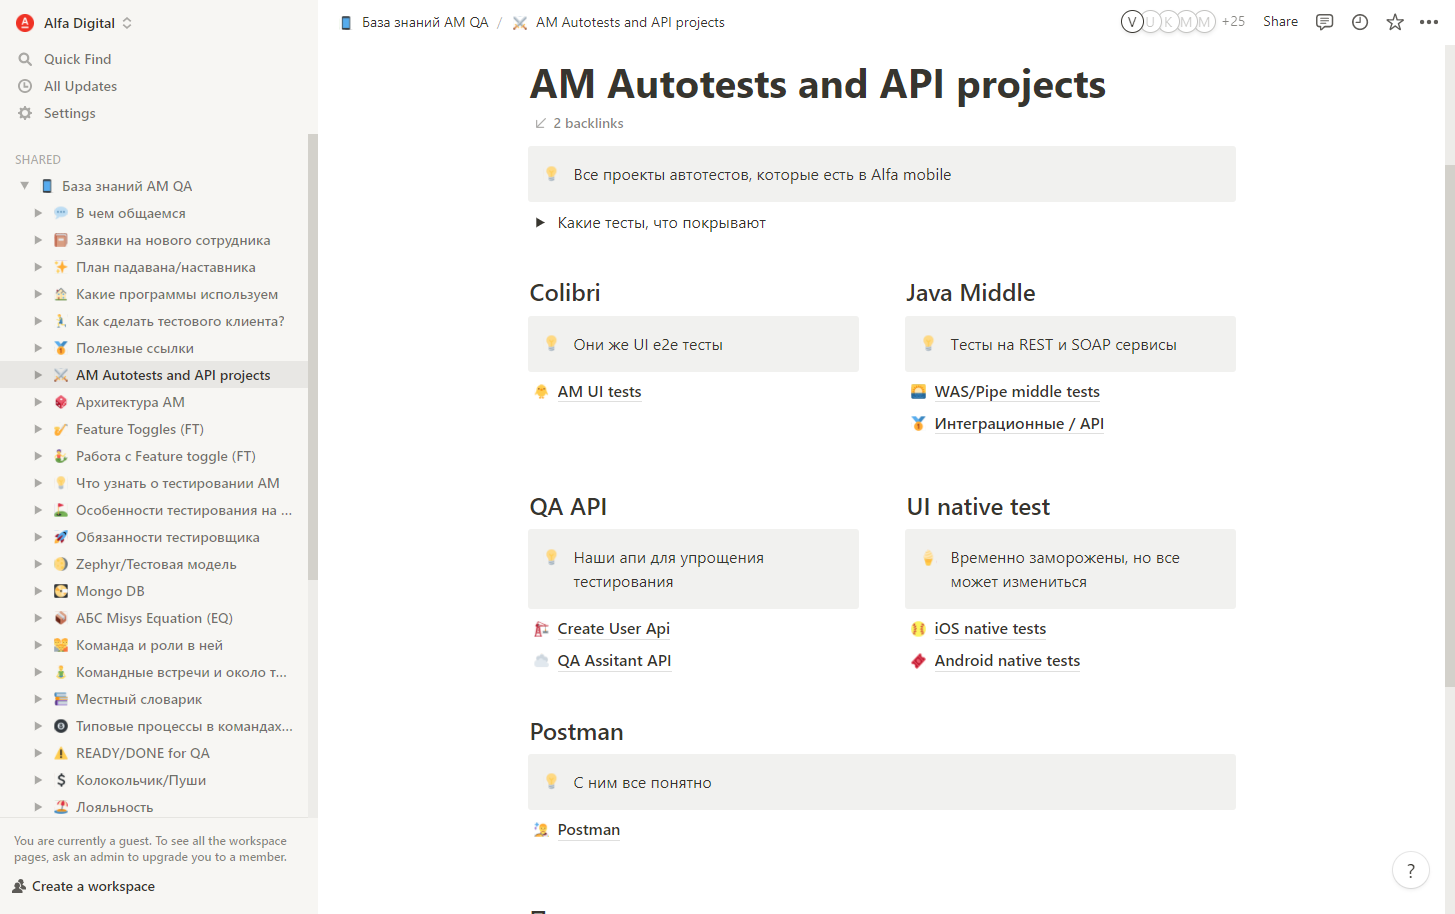 Alfa Digital
Quick Find
All Updates
Settings
SHARED
База знаний AM QA
В чем общаемся
Заявки на нового сотрудника
План падавана/наставника
Какие программы используем
Как сделать тестового клиента?
Полезные ссылки
AM Autotests and API projects
Архитектура АМ
Feature Toggles (FT)
Работа с Feature toggle (FT)
Что узнать о тестировании АМ
Особенности тестирования на ...
Обязанности тестировщика
Zephyr/Тестовая модель
Mongo DB
АБС Misys Equation (EQ)
Команда и роли в ней
Командные встречи и около т...
Местный словарик
Типовые процессы в командах...
READY/DONE for QA
Колокольчик/Пуши
Лояльность
You are currently a guest. To see all the workspace
pages, ask an admin to upgrade you to a member.
Create a workspace
База знаний AM QA / AM Autotests and API projects
V U K M M +25 Share
AM Autotests and API projects
2 backlinks
Все проекты автотестов, которые есть в Alfa mobile
Какие тесты, что покрывают
Colibri
Они же UI e2e тесты
AM UI tests
Java Middle
Тесты на REST и SOAP сервисы
WAS/Pipe middle tests
Интеграционные / API
QA API
Наши апи для упрощения
тестирования
Create User Api
QA Assitant API
UI native test
Временно заморожены, но все
может измениться
iOS native tests
Android native tests
Postman
С ним все понятно
Postman
?